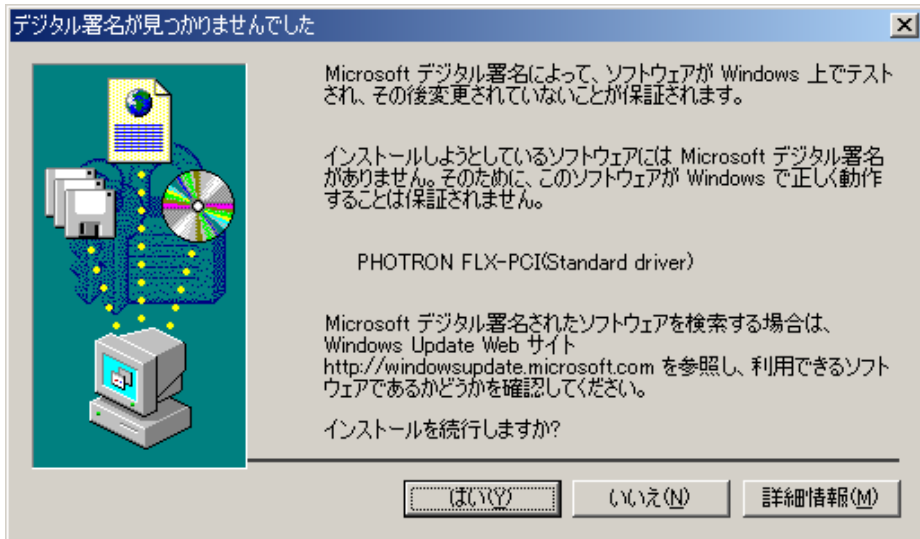 デジタル署名が見つかりませんでした
Microsoft デジタル署名によって、ソフトウェアが Windows 上でテスト
され、その後変更されていないことが保証されます。
インストールしようとしているソフトウェアには Microsoft デジタル署名
がありません。そのために、このソフトウェアが Windows で正しく動作
することは保証されません。
PHOTRON FLX-PCI(Standard driver)
Microsoft デジタル署名されたソフトウェアを検索する場合は、
Windows Update Web サイト
http://windowsupdate.microsoft.com を参照し、利用できるソフト
ウェアであるかどうかを確認してください。
インストールを続行しますか?
はい(Y) いいえ(N) 詳細情報(M)